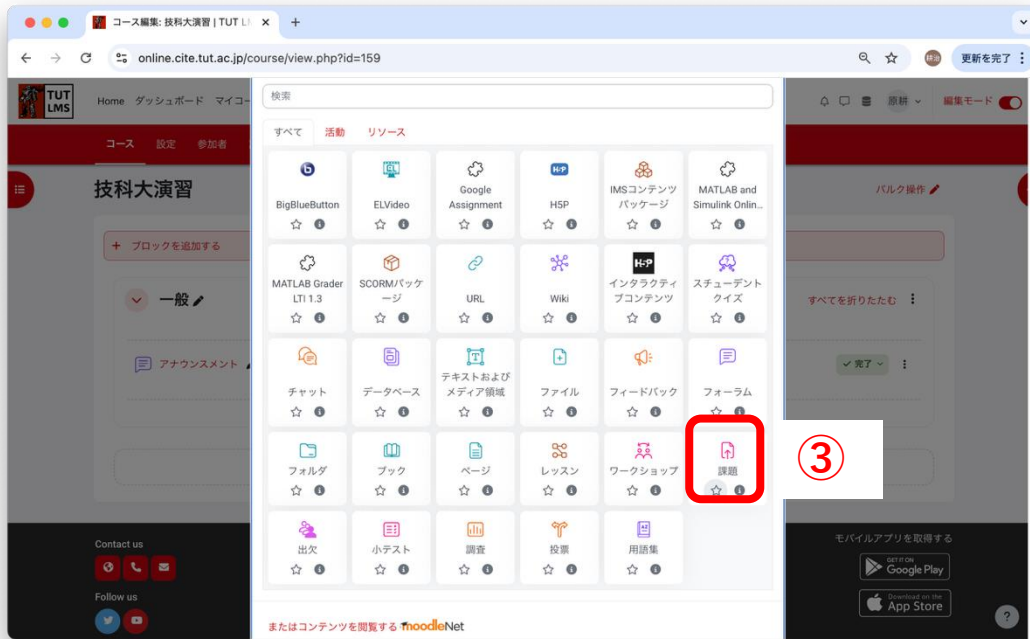 コース編集: 技科大演習 | TUT L
online.cite.tut.ac.jp/course/view.php?id=159
耕治
更新を完了
TUT
LMS
Home ダッシュボード マイコー
原耕
編集モード
コース 設定 参加者
検索
すべて 活動 リソース
技科大演習
バルク操作
BigBlueButton
ELVideo
Google
Assignment
H5P
H5P
IMSコンテンツ
パッケージ
MATLAB and
Simulink Onlin...
+ ブロックを追加する
MATLAB Grader
LTI 1.3
SCORMパッケ
ージ
URL
Wiki
H5P
インタラクティ
ブコンテンツ
スチューデント
クイズ
一般
すべてを折りたたむ
アナウンスメント
完了
チャット
データベース
テキストおよび
メディア領域
ファイル
フィードバック
フォーラム
フォルダ
ブック
ページ
レッスン
ワークショップ
課題
③
出欠
小テスト
調査
投票
用語集
Contact us
Follow us
モバイルアプリを取得する
GET IT ON
Google Play
Download on the
App Store
?
またはコンテンツを閲覧する moodleNet